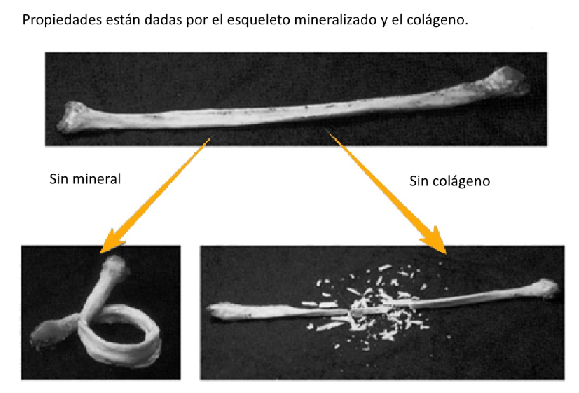 Propiedades están dadas por el esqueleto mineralizado y el colágeno.
Sin mineral
Sin colágeno